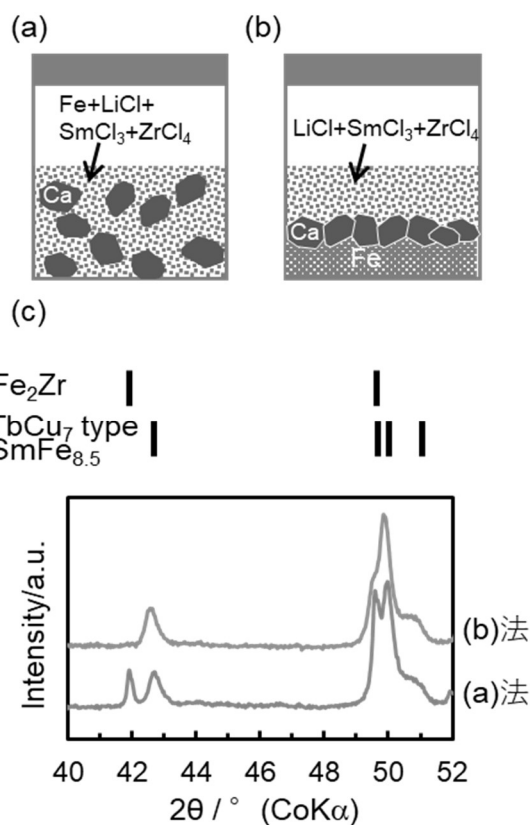 (a)
(b)
Fe+LiCl+
SmCl₃+ZrCl₄
Ca
LiCl+SmCl₃+ZrCl₄
Ca
Fe
(c)
Fe₂Zr
TbCu₇ type
SmFe₈.₅
Intensity/a.u.
(b)法
(a)法
40 42 44 46 48 50 52
2θ / ° (CoKα)